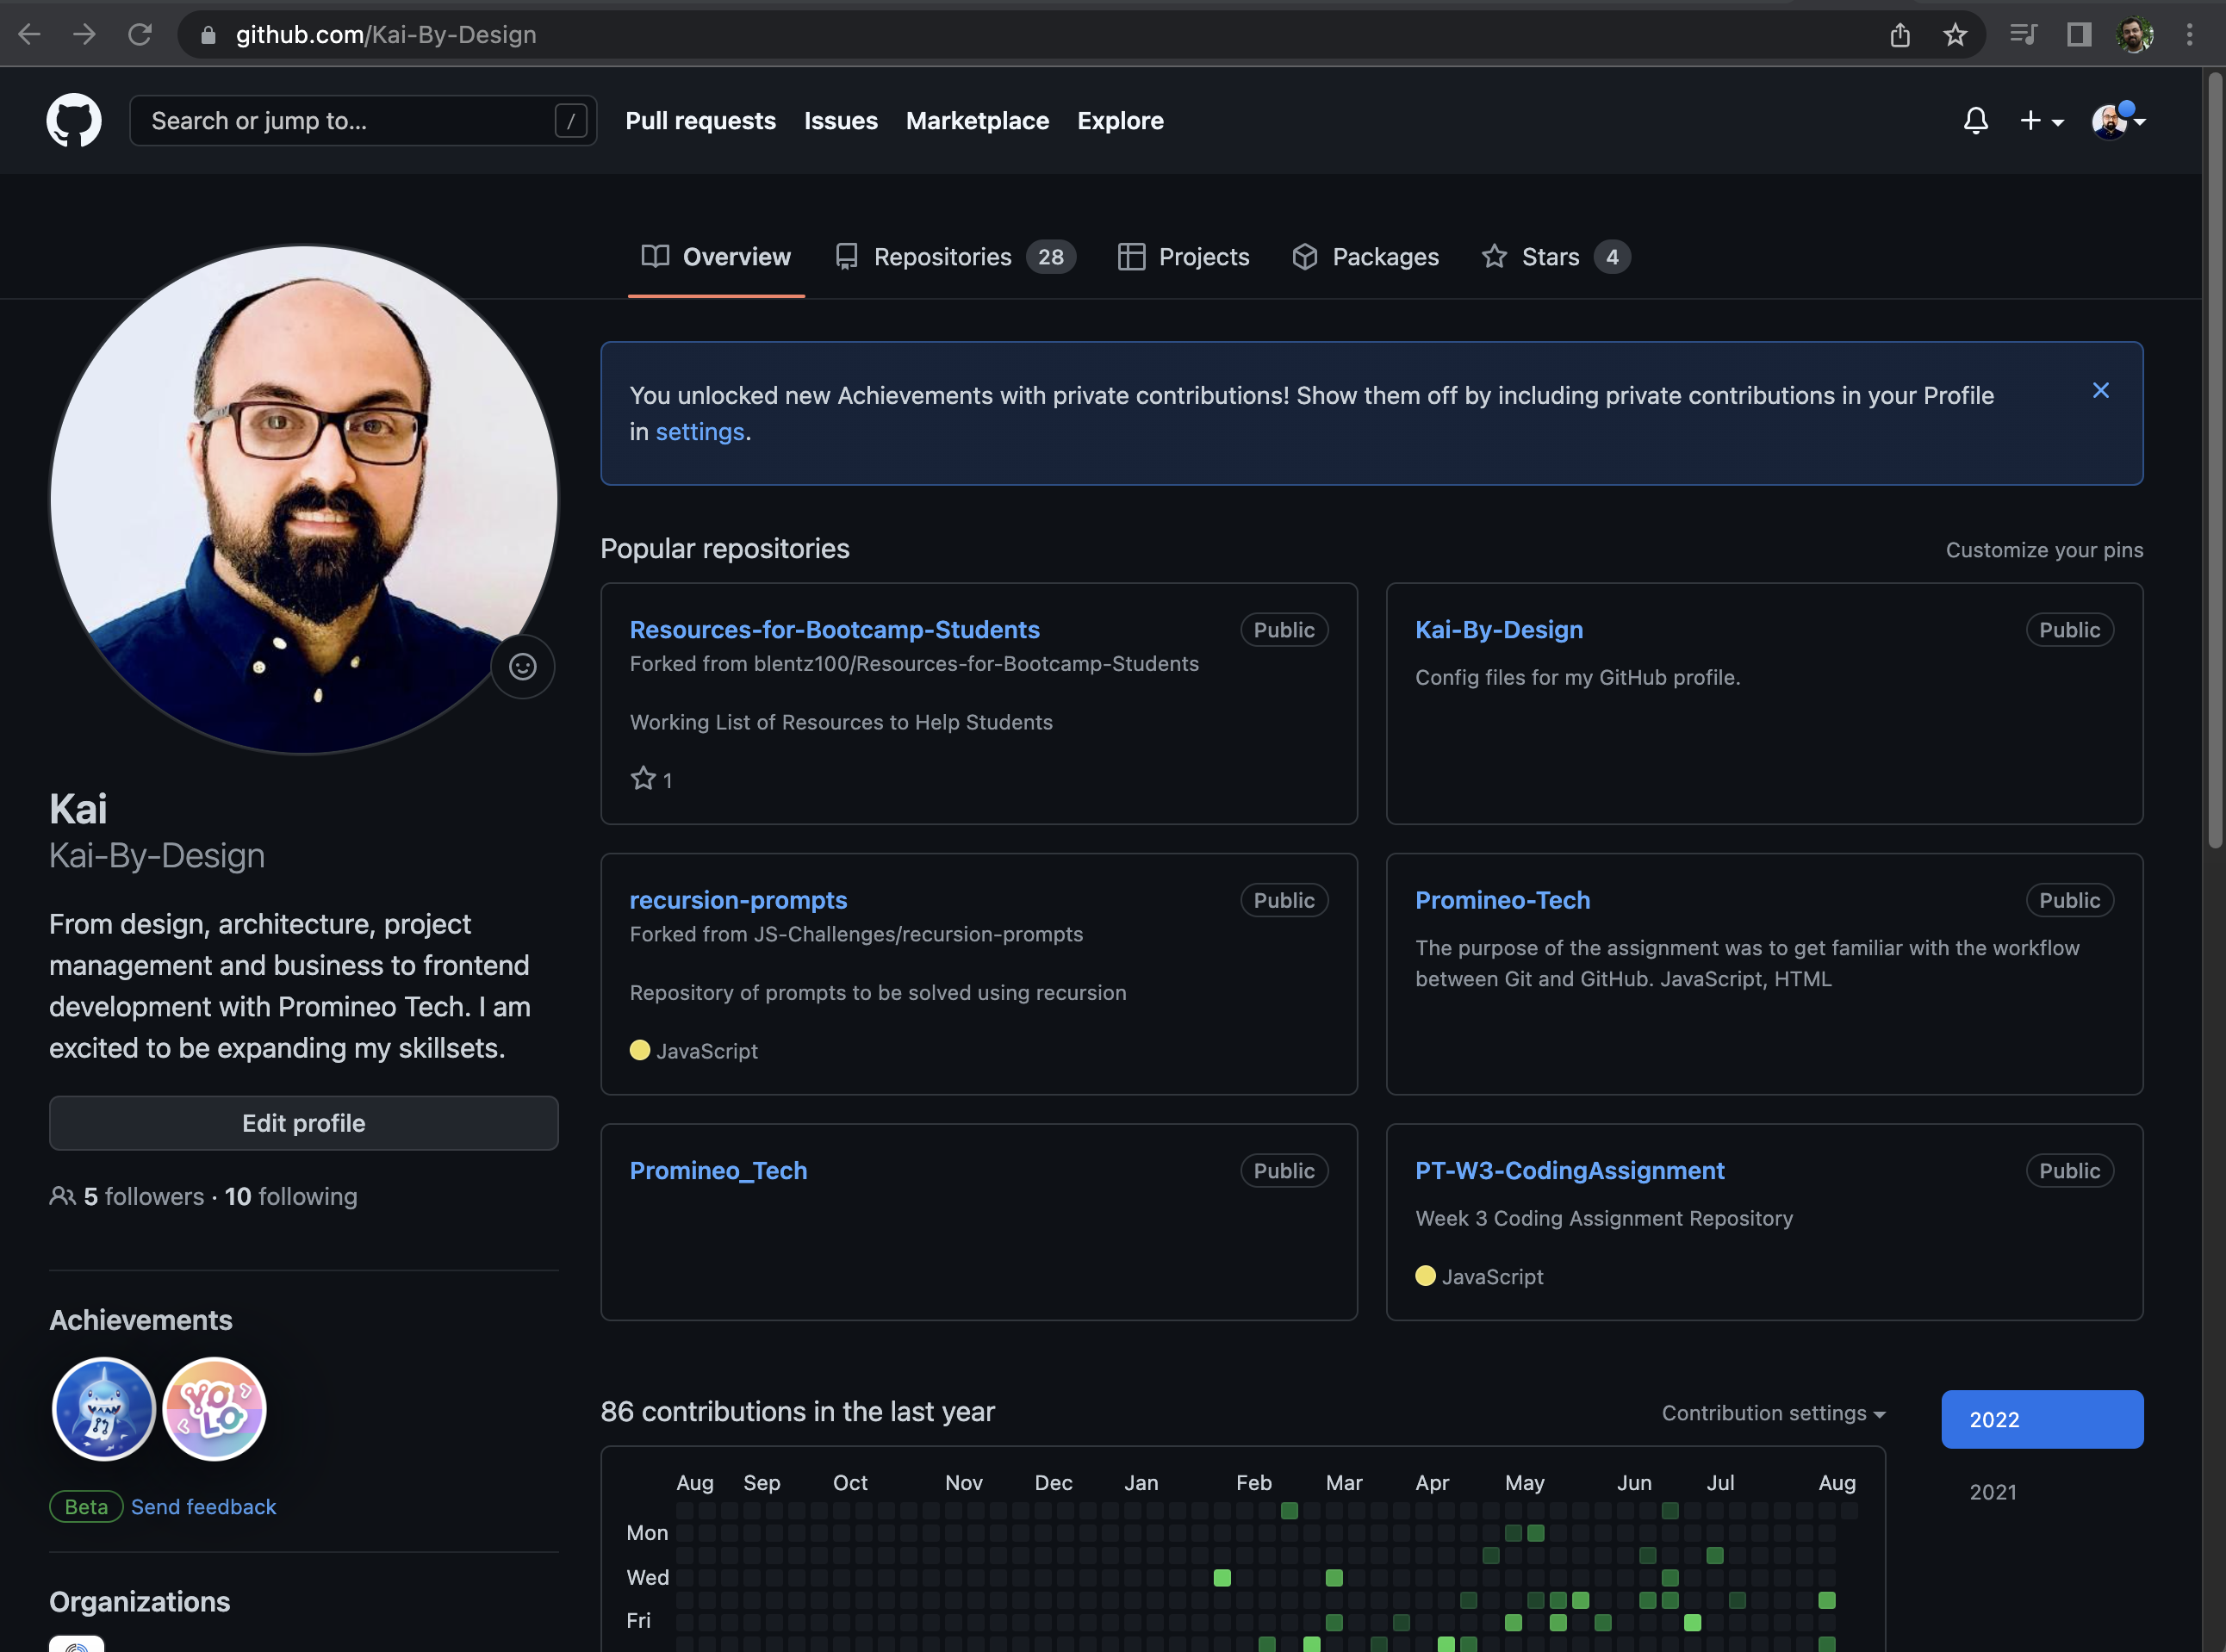 github.com/Kai-By-Design
Search or jump to... /
Pull requests Issues Marketplace Explore
Overview Repositories 28 Projects Packages Stars 4
You unlocked new Achievements with private contributions! Show them off by including private contributions in your Profile
in settings.
Kai
Kai-By-Design
From design, architecture, project
management and business to frontend
development with Promineo Tech. I am
excited to be expanding my skillsets.
Edit profile
5 followers · 10 following
Achievements
YOLO
Beta Send feedback
Organizations
Popular repositories
Customize your pins
Resources-for-Bootcamp-Students Public
Forked from blentz100/Resources-for-Bootcamp-Students
Working List of Resources to Help Students
1
Kai-By-Design Public
Config files for my GitHub profile.
recursion-prompts Public
Forked from JS-Challenges/recursion-prompts
Repository of prompts to be solved using recursion
JavaScript
Promineo-Tech Public
The purpose of the assignment was to get familiar with the workflow
between Git and GitHub. JavaScript, HTML
Promineo_Tech Public
PT-W3-CodingAssignment Public
Week 3 Coding Assignment Repository
JavaScript
86 contributions in the last year
Contribution settings
2022
2021
Aug Sep Oct Nov Dec Jan Feb Mar Apr May Jun Jul Aug
Mon
Wed
Fri